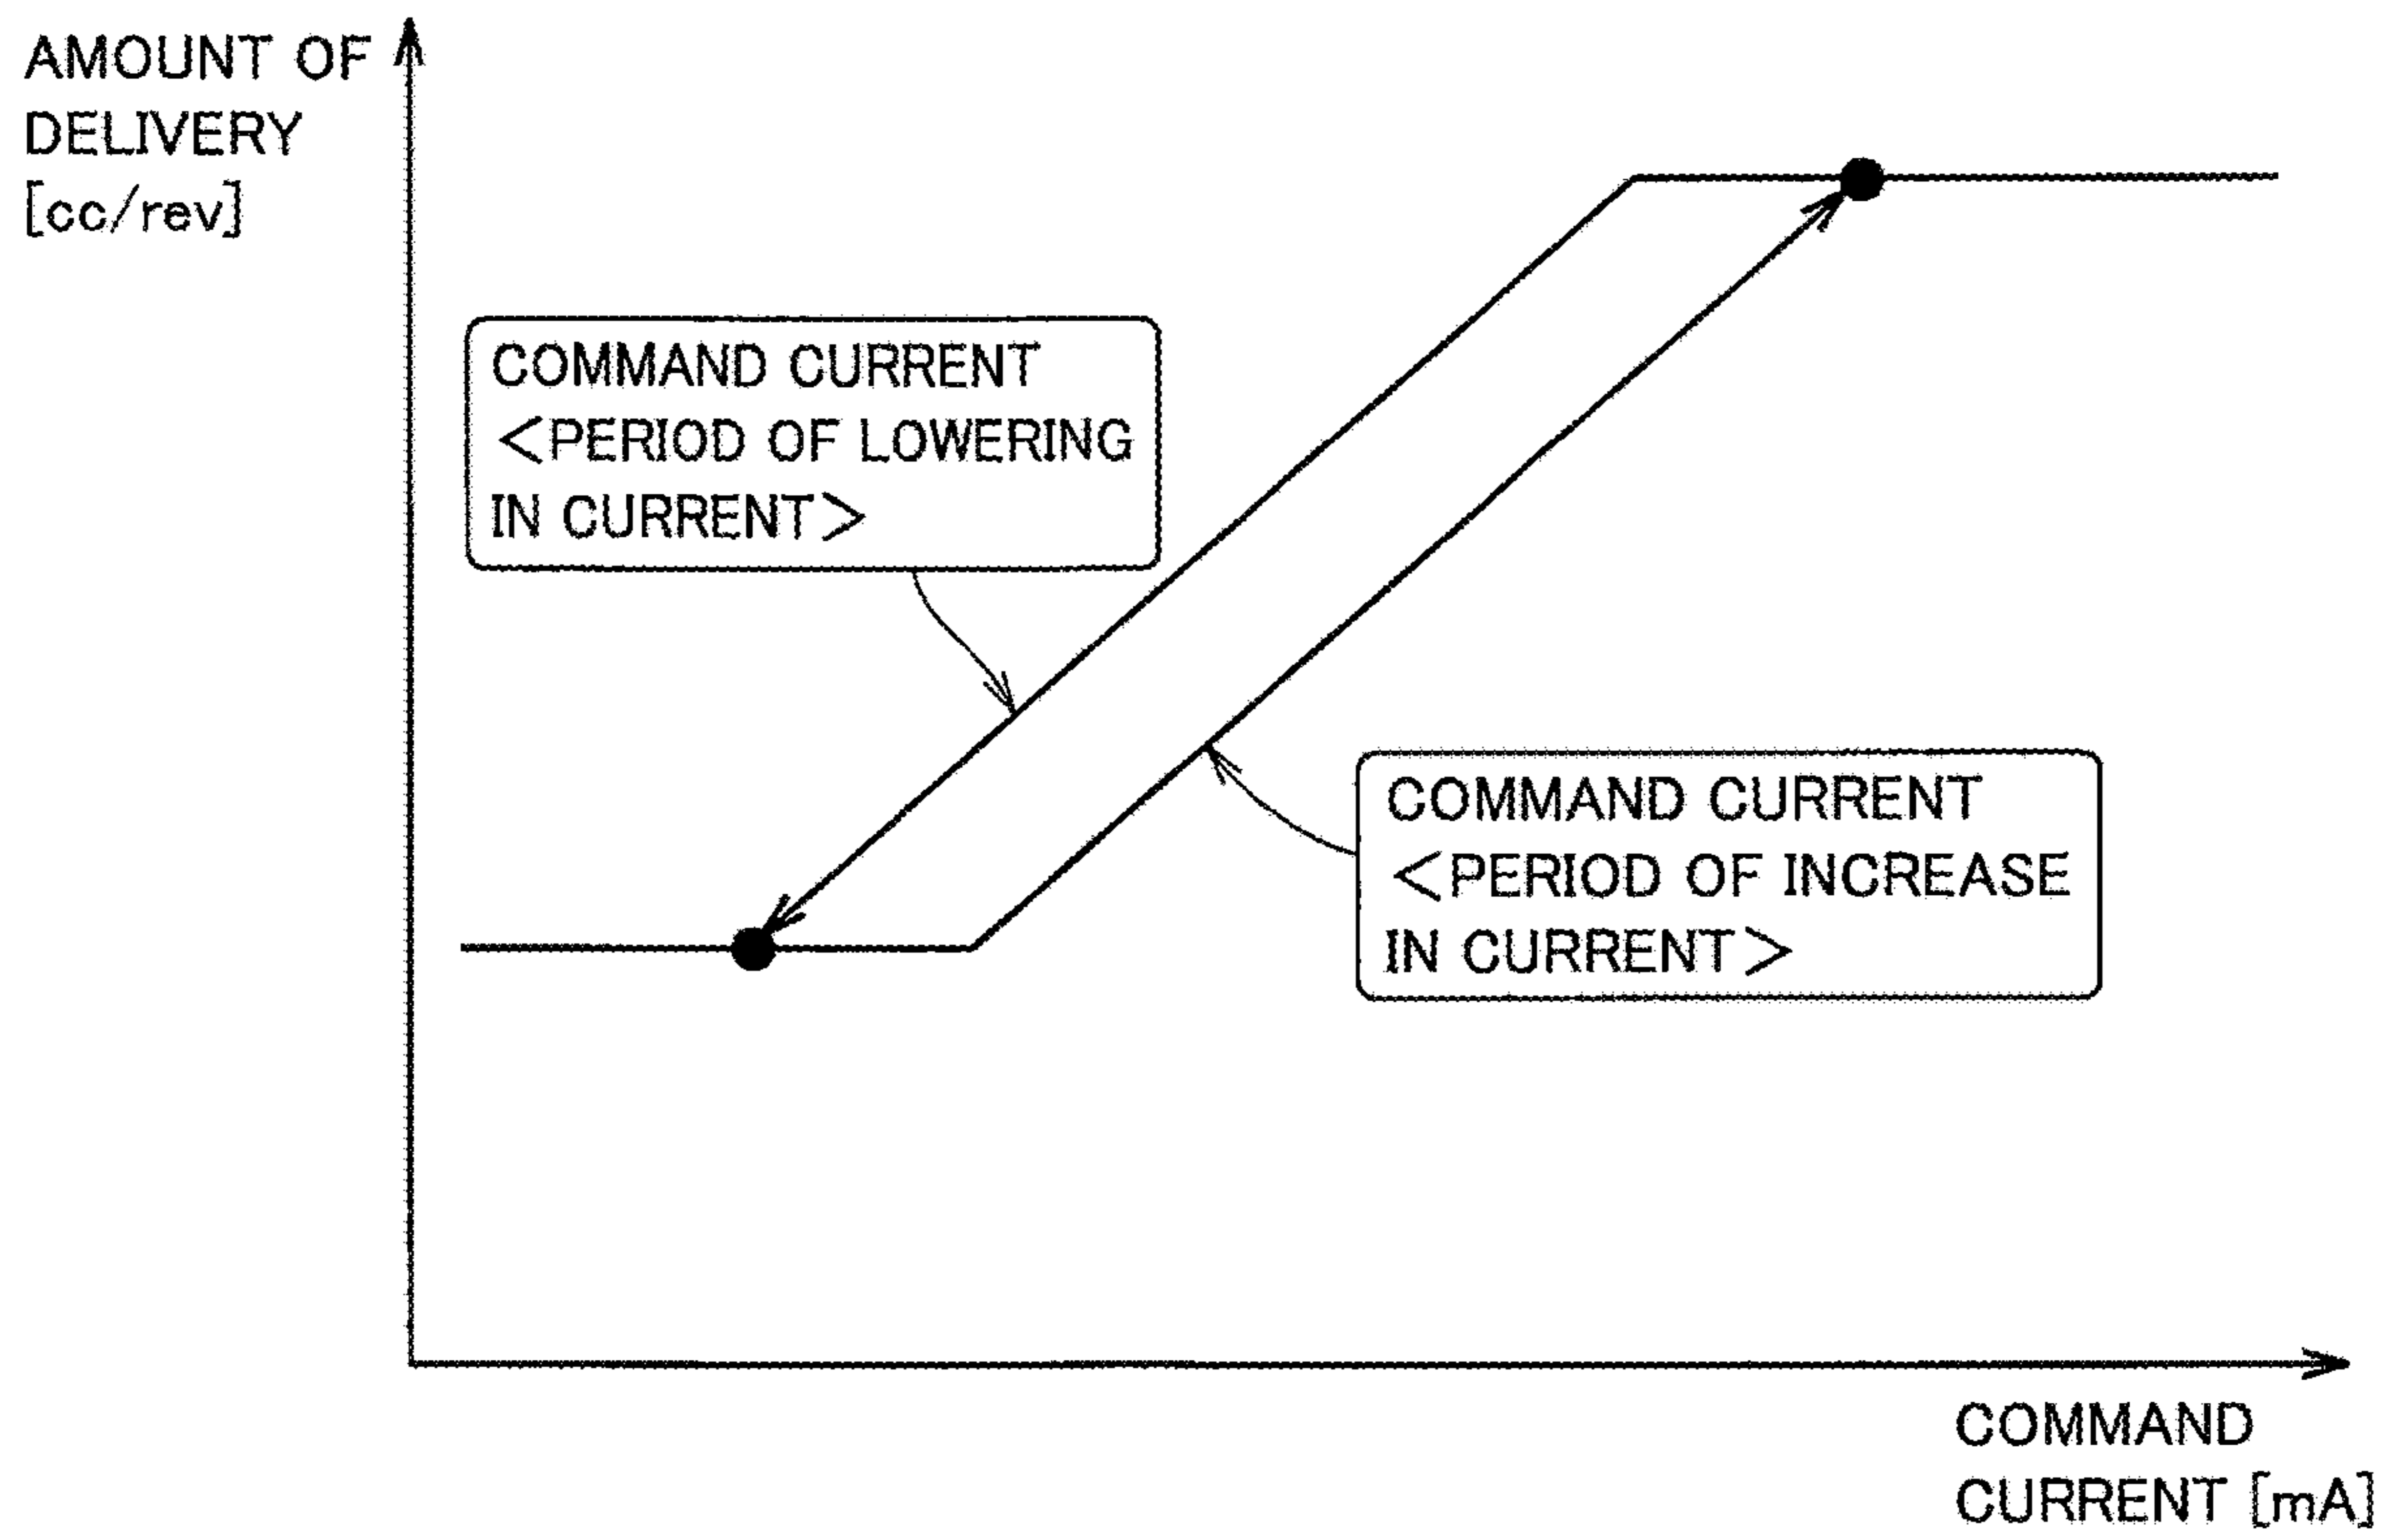 AMOUNT OF
DELIVERY
[cc/rev]
COMMAND CURRENT
<PERIOD OF LOWERING
IN CURRENT>
COMMAND CURRENT
<PERIOD OF INCREASE
IN CURRENT>
COMMAND
CURRENT [mA]